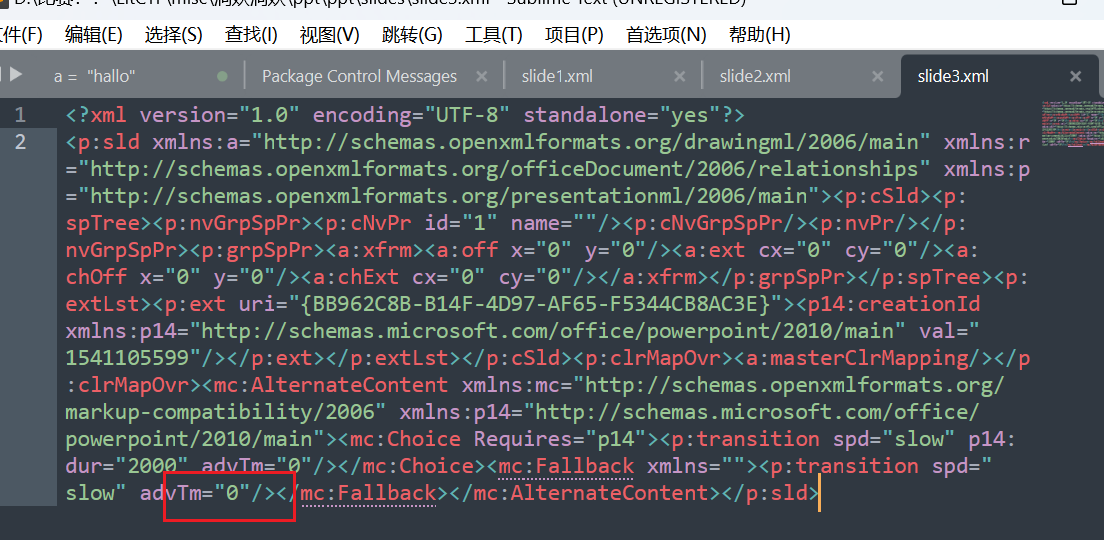 文件(F) 编辑(E) 选择(S) 查找(I) 视图(V) 跳转(G) 工具(T) 项目(P) 首选项(N) 帮助(H)
a = "hallo" Package Control Messages slide1.xml slide2.xml slide3.xml
1 <?xml version="1.0" encoding="UTF-8" standalone="yes"?>
2 <p:sld xmlns:a="http://schemas.openxmlformats.org/drawingml/2006/main" xmlns:r
="http://schemas.openxmlformats.org/officeDocument/2006/relationships" xmlns:p
="http://schemas.openxmlformats.org/presentationml/2006/main"><p:cSld><p:
spTree><p:nvGrpSpPr><p:cNvPr id="1" name=""/><p:cNvGrpSpPr/><p:nvPr/></p:
nvGrpSpPr><p:grpSpPr><a:xfrm><a:off x="0" y="0"/><a:ext cx="0" cy="0"/><a:
chOff x="0" y="0"/><a:chExt cx="0" cy="0"/></a:xfrm></p:grpSpPr></p:spTree><p:
extLst><p:ext uri="{BB962C8B-B14F-4D97-AF65-F5344CB8AC3E}"><p14:creationId
xmlns:p14="http://schemas.microsoft.com/office/powerpoint/2010/main" val="
1541105599"/></p:ext></p:extLst></p:cSld><p:clrMapOvr><a:masterClrMapping/></p
:clrMapOvr><mc:AlternateContent xmlns:mc="http://schemas.openxmlformats.org/
markup-compatibility/2006" xmlns:p14="http://schemas.microsoft.com/office/
powerpoint/2010/main"><mc:Choice Requires="p14"><p:transition spd="slow" p14:
dur="2000" advTm="0"/></mc:Choice><mc:Fallback xmlns=""><p:transition spd="
slow" advTm="0"/></mc:Fallback></mc:AlternateContent></p:sld>